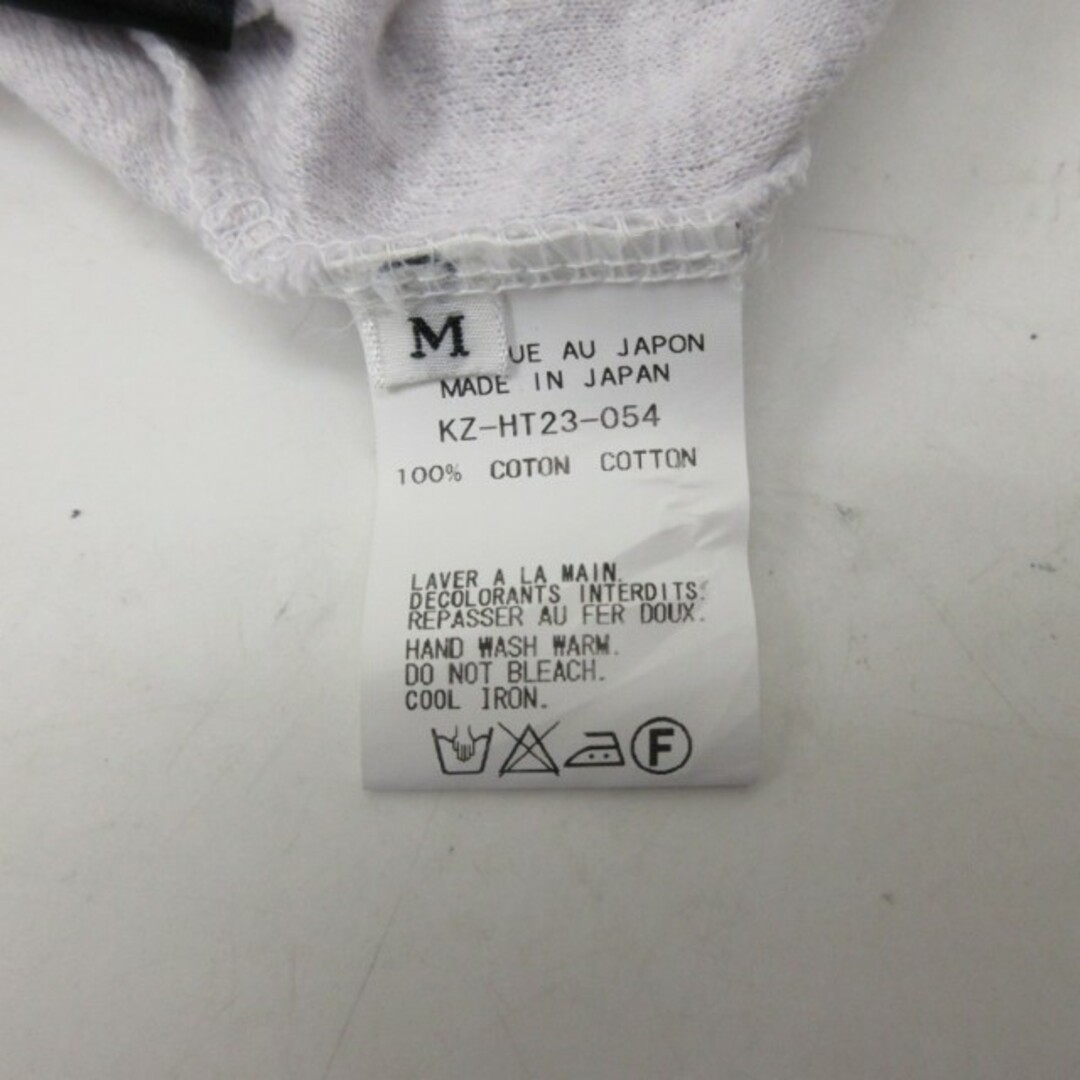 M
UE AU JAPON
MADE IN JAPAN
KZ-HT23-054
100% COTON COTTON
LAVER A LA MAIN.
DECOLORANTS INTERDITS.
REPASSER AU FER DOUX.
HAND WASH WARM.
DO NOT BLEACH.
COOL IRON.
F